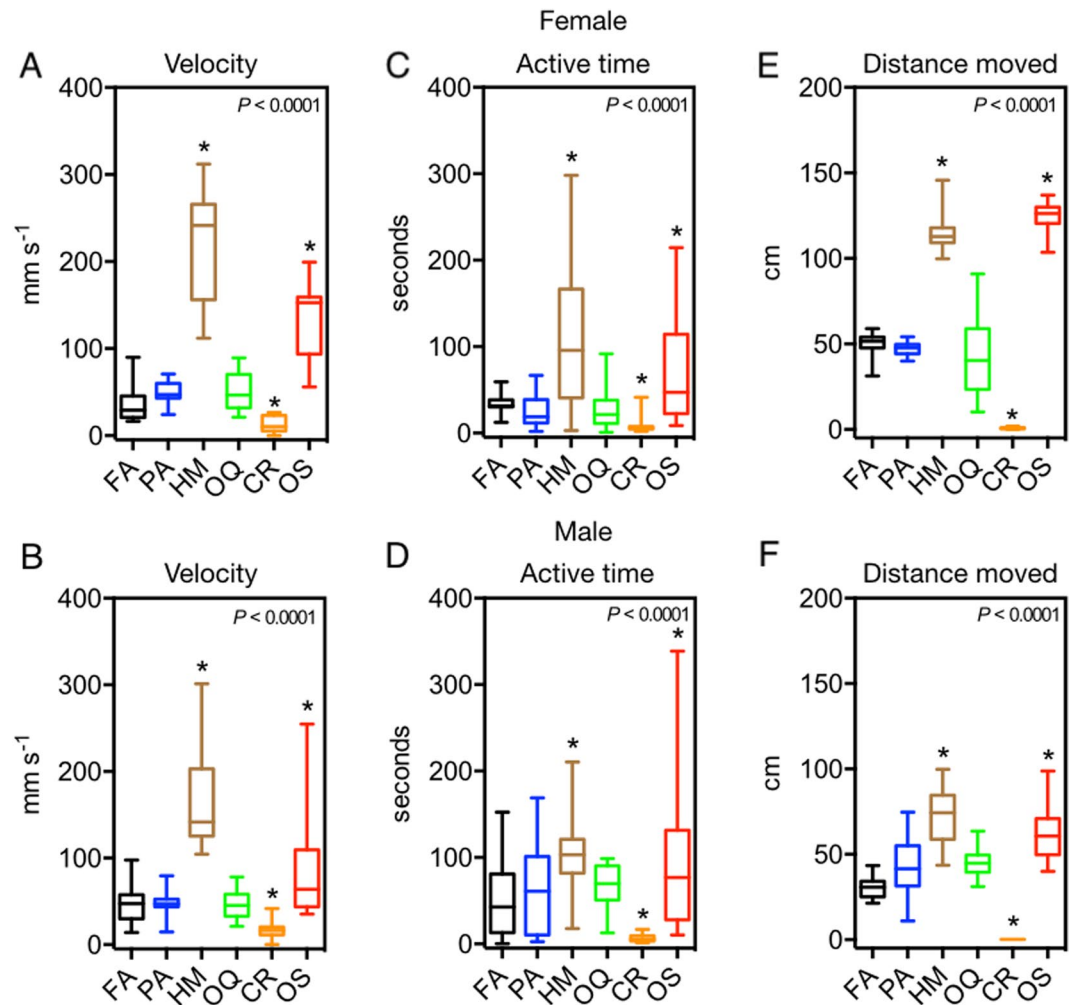 Female
A Velocity
400
300
200
100
0
mm s⁻¹
P < 0.0001
*
*
*
FA PA HM OQ CR OS
C Active time
400
300
200
100
0
seconds
P < 0.0001
*
*
*
FA PA HM OQ CR OS
E Distance moved
200
150
100
50
0
cm
P < 0.0001
*
*
*
FA PA HM OQ CR OS
Male
B Velocity
400
300
200
100
0
mm s⁻¹
P < 0.0001
*
*
*
FA PA HM OQ CR OS
D Active time
400
300
200
100
0
seconds
P < 0.0001
*
*
*
FA PA HM OQ CR OS
F Distance moved
200
150
100
50
0
cm
P < 0.0001
*
*
*
FA PA HM OQ CR OS